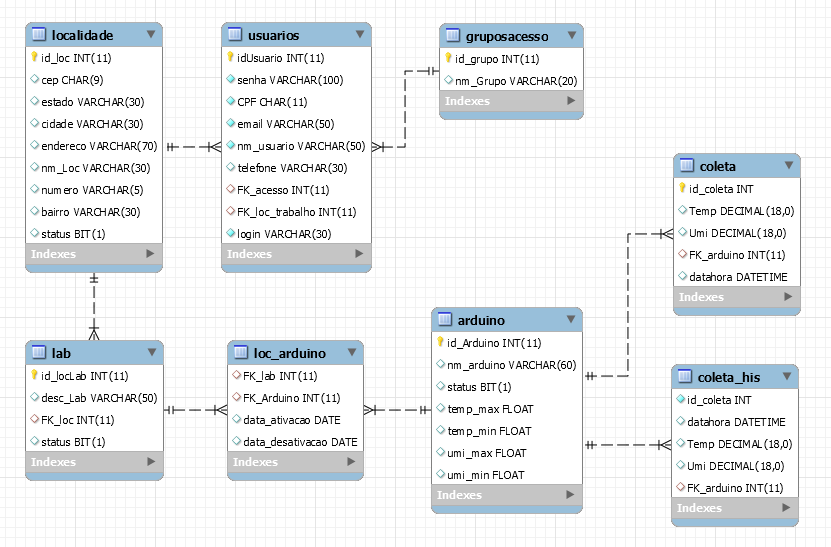 localidade
id_loc INT(11)
cep CHAR(9)
estado VARCHAR(30)
cidade VARCHAR(30)
endereco VARCHAR(70)
nm_Loc VARCHAR(30)
numero VARCHAR(5)
bairro VARCHAR(30)
status BIT(1)
Indexes
usuarios
idUsuario INT(11)
senha VARCHAR(100)
CPF CHAR(11)
email VARCHAR(50)
nm_usuario VARCHAR(50)
telefone VARCHAR(30)
FK_acesso INT(11)
FK_loc_trabalho INT(11)
login VARCHAR(30)
Indexes
gruposacesso
id_grupo INT(11)
nm_Grupo VARCHAR(20)
Indexes
coleta
id_coleta INT
Temp DECIMAL(18,0)
Umi DECIMAL(18,0)
FK_arduino INT(11)
datahora DATETIME
Indexes
lab
id_locLab INT(11)
desc_Lab VARCHAR(50)
FK_loc INT(11)
status BIT(1)
Indexes
loc_arduino
FK_lab INT(11)
FK_Arduino INT(11)
data_ativacao DATE
data_desativacao DATE
Indexes
arduino
id_Arduino INT(11)
nm_arduino VARCHAR(60)
status BIT(1)
temp_max FLOAT
temp_min FLOAT
umi_max FLOAT
umi_min FLOAT
Indexes
coleta_his
id_coleta INT
datahora DATETIME
Temp DECIMAL(18,0)
Umi DECIMAL(18,0)
FK_arduino INT(11)
Indexes